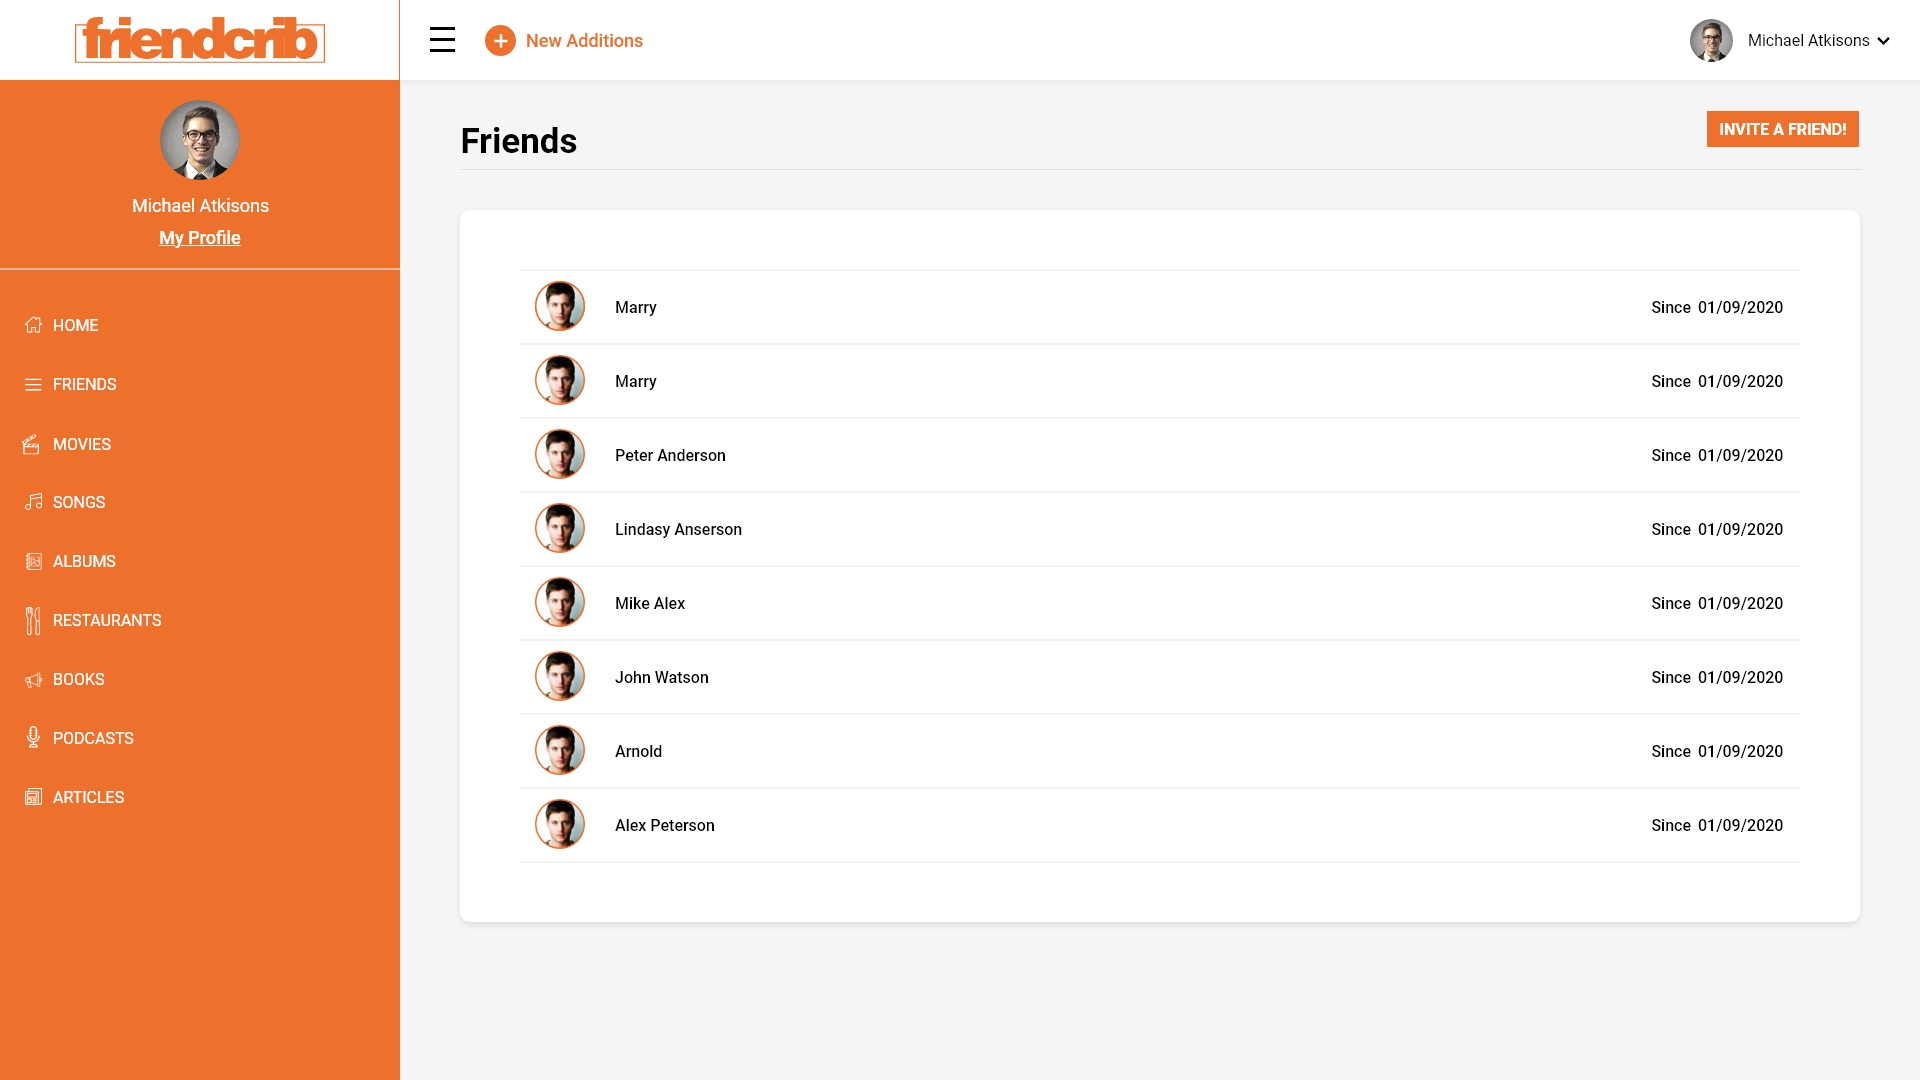 friendcrib
New Additions
Michael Atkisons
Michael Atkisons
My Profile
HOME
FRIENDS
MOVIES
SONGS
ALBUMS
RESTAURANTS
BOOKS
PODCASTS
ARTICLES
Friends
INVITE A FRIEND!
Marry Since 01/09/2020
Marry Since 01/09/2020
Peter Anderson Since 01/09/2020
Lindasy Anserson Since 01/09/2020
Mike Alex Since 01/09/2020
John Watson Since 01/09/2020
Arnold Since 01/09/2020
Alex Peterson Since 01/09/2020